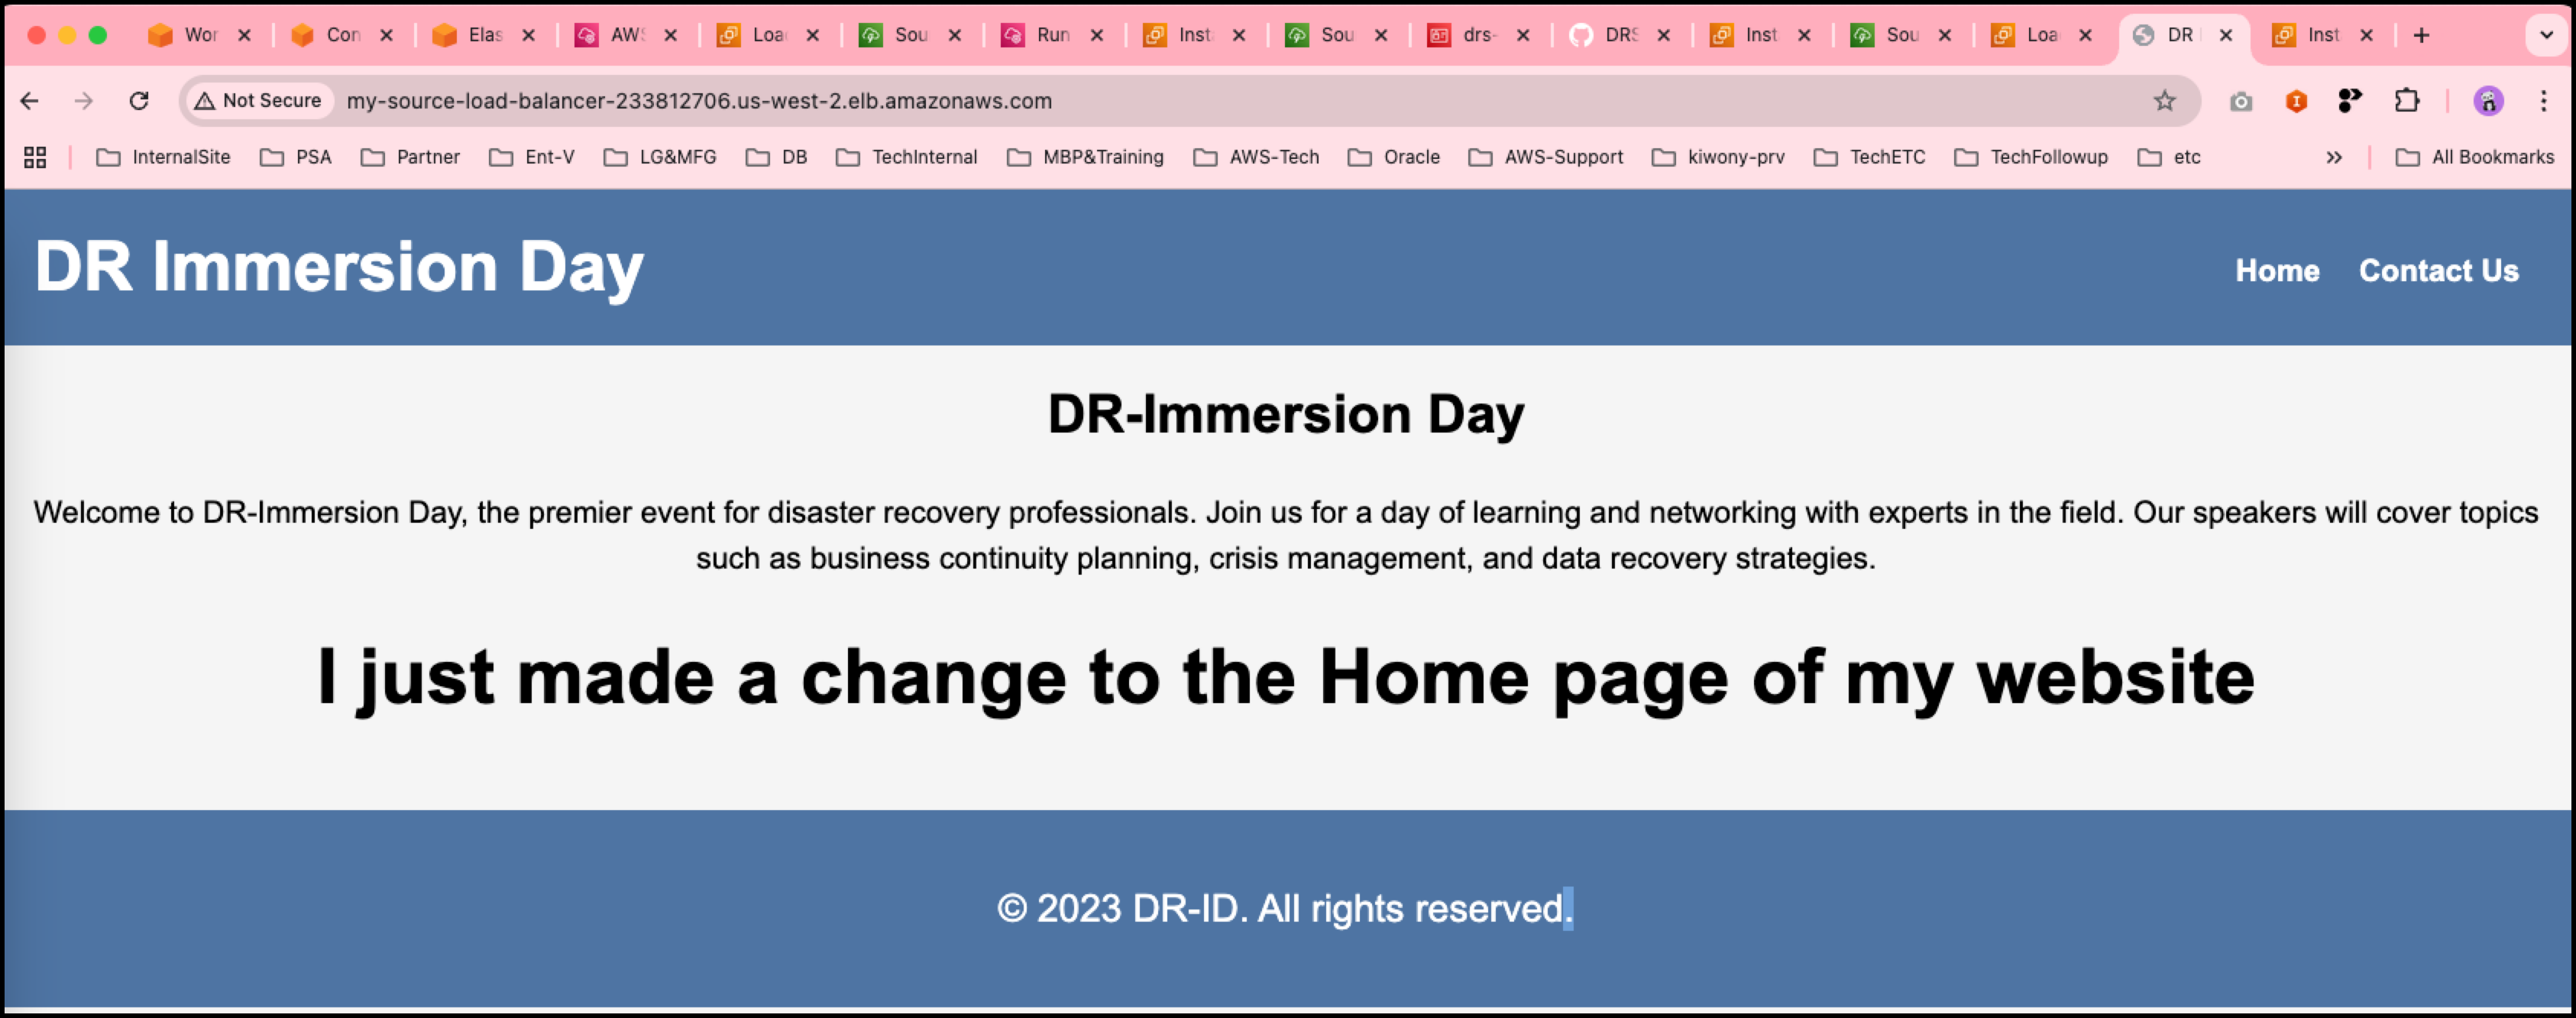 Wor Con Elas AWS Loa Sou Run Inst Sou drs- DRS Inst Sou Loa DR Inst
Not Secure my-source-load-balancer-233812706.us-west-2.elb.amazonaws.com
InternalSite PSA Partner Ent-V LG&MFG DB TechInternal MBP&Training AWS-Tech Oracle AWS-Support kiwony-prv TechETC TechFollowup etc All Bookmarks
DR Immersion Day Home Contact Us
DR-Immersion Day
Welcome to DR-Immersion Day, the premier event for disaster recovery professionals. Join us for a day of learning and networking with experts in the field. Our speakers will cover topics
such as business continuity planning, crisis management, and data recovery strategies.
I just made a change to the Home page of my website
© 2023 DR-ID. All rights reserved.